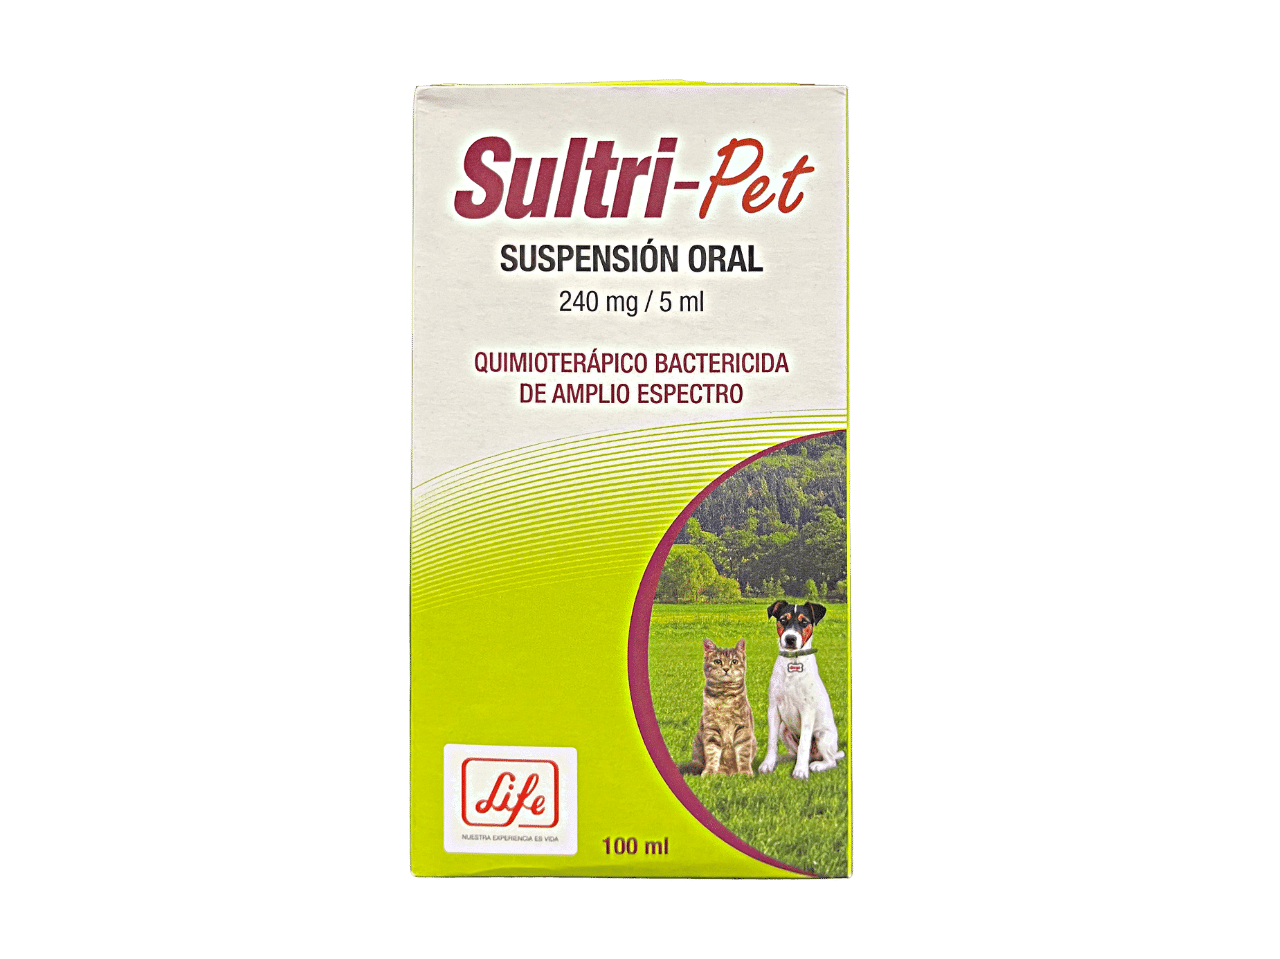 Sultri-Pet
SUSPENSIÓN ORAL
240 mg / 5 ml
QUIMIOTERÁPICO BACTERICIDA
DE AMPLIO ESPECTRO
Life
NUESTRA EXPERIENCIA ES VIDA
100 ml